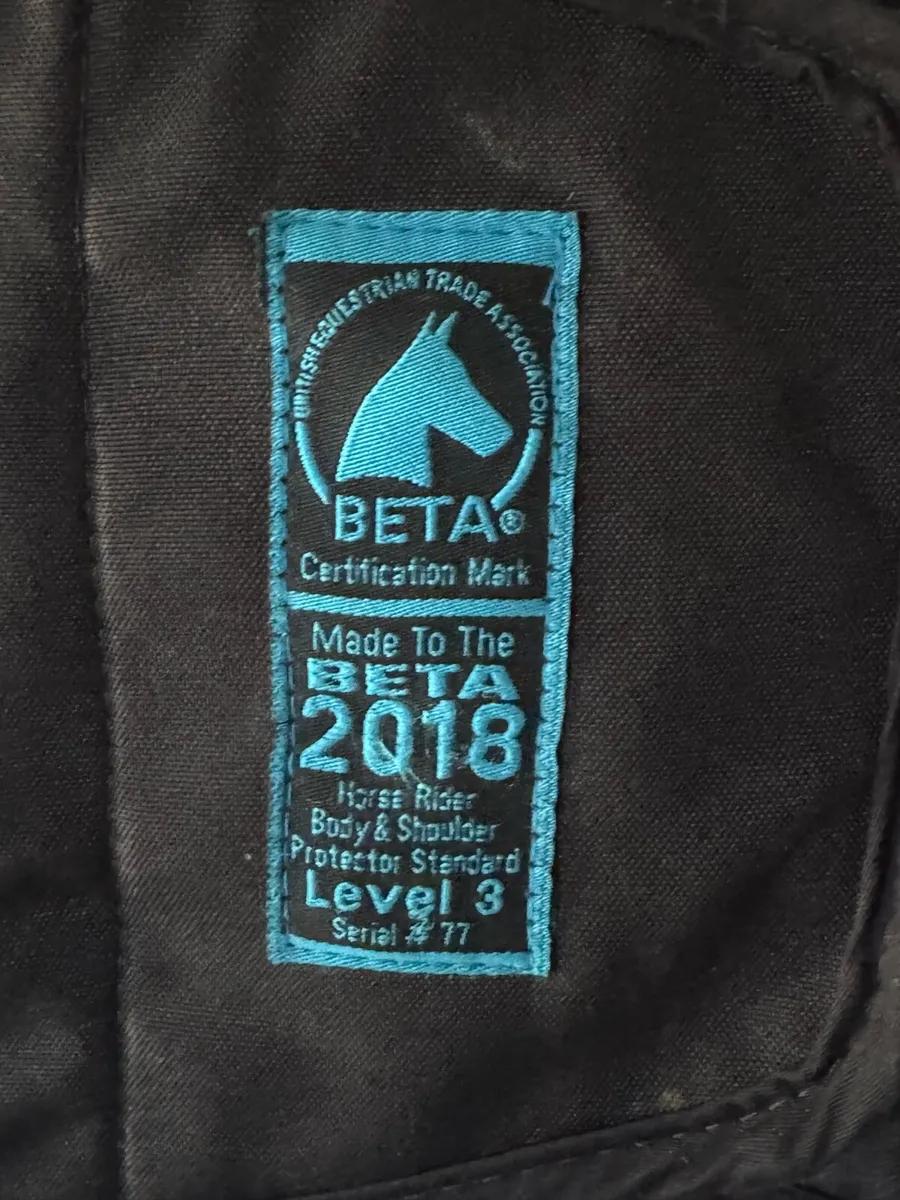 BRITISH EQUESTRIAN TRADE ASSOCIATION
BETA®
Certification Mark
Made To The
BETA
2018
Horse Rider
Body & Shoulder
Protector Standard
Level 3
Serial # 77